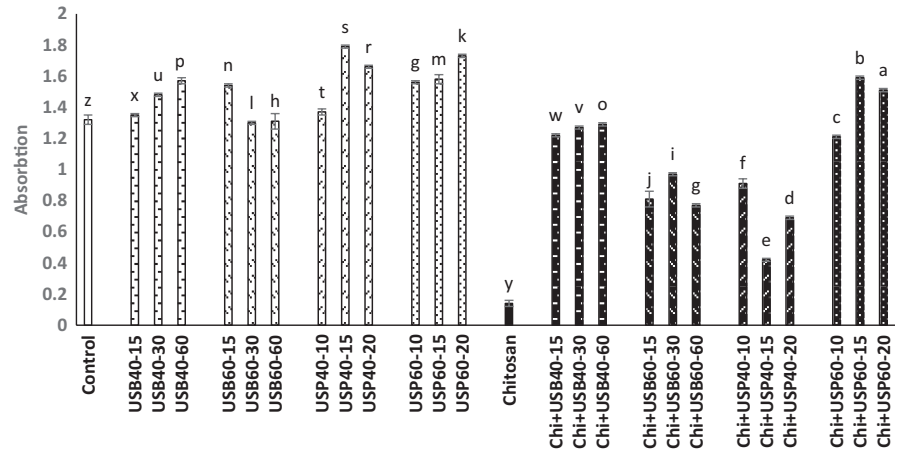 2
1.8
1.6
1.4
1.2
1
0.8
0.6
0.4
0.2
0
Absorbtion
z
x
u
p
n
l
h
t
s
r
g
m
k
y
w
v
o
j
i
g
f
e
d
c
b
a
Control
USB40-15
USB40-30
USB40-60
USB60-15
USB60-30
USB60-60
USP40-10
USP40-15
USP40-20
USP60-10
USP60-15
USP60-20
Chitosan
Chi+USB40-15
Chi+USB40-30
Chi+USB40-60
Chi+USB60-15
Chi+USB60-30
Chi+USB60-60
Chi+USP40-10
Chi+USP40-15
Chi+USP40-20
Chi+USP60-10
Chi+USP60-15
Chi+USP60-20